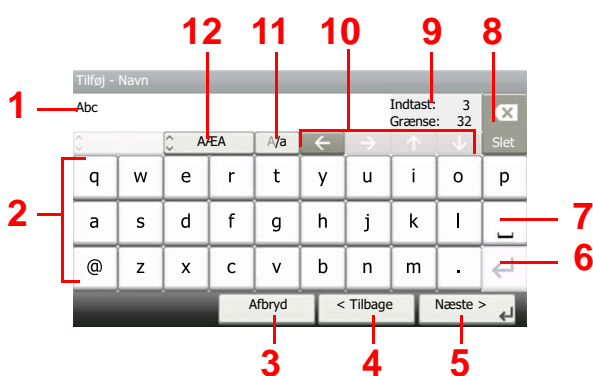 12 11 10 9 8
Tilføj - Navn
1 Abc Indtast: 3
Grænse: 32
ÆA A/a ← → ↑ ↓ Slet
q w e r t y u i o p
2 a s d f g h j k l 7
@ z x c v b n m . 6
Afbryd < Tilbage Næste >
3 4 5